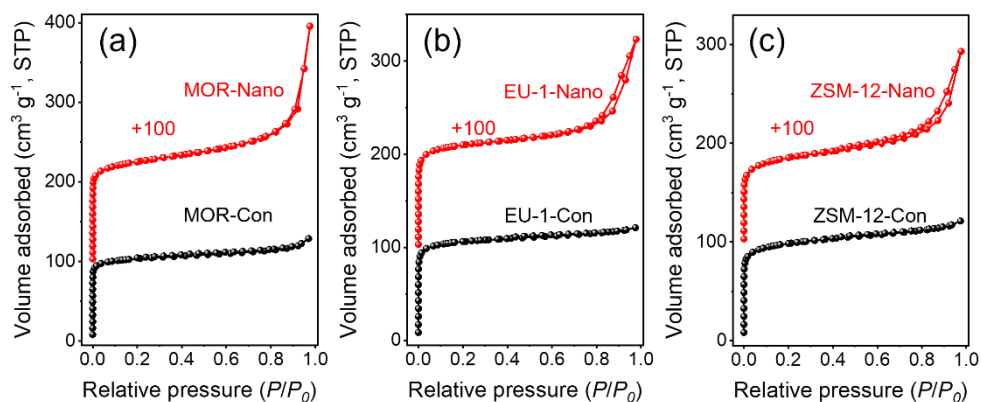 (a)
MOR-Nano
+100
MOR-Con
Volume adsorbed (cm³ g⁻¹, STP)
400
300
200
100
0
0.0 0.2 0.4 0.6 0.8 1.0
Relative pressure (P/P₀)
(b)
EU-1-Nano
+100
EU-1-Con
Volume adsorbed (cm³ g⁻¹, STP)
300
200
100
0
0.0 0.2 0.4 0.6 0.8 1.0
Relative pressure (P/P₀)
(c)
ZSM-12-Nano
+100
ZSM-12-Con
Volume adsorbed (cm³ g⁻¹, STP)
300
200
100
0
0.0 0.2 0.4 0.6 0.8 1.0
Relative pressure (P/P₀)